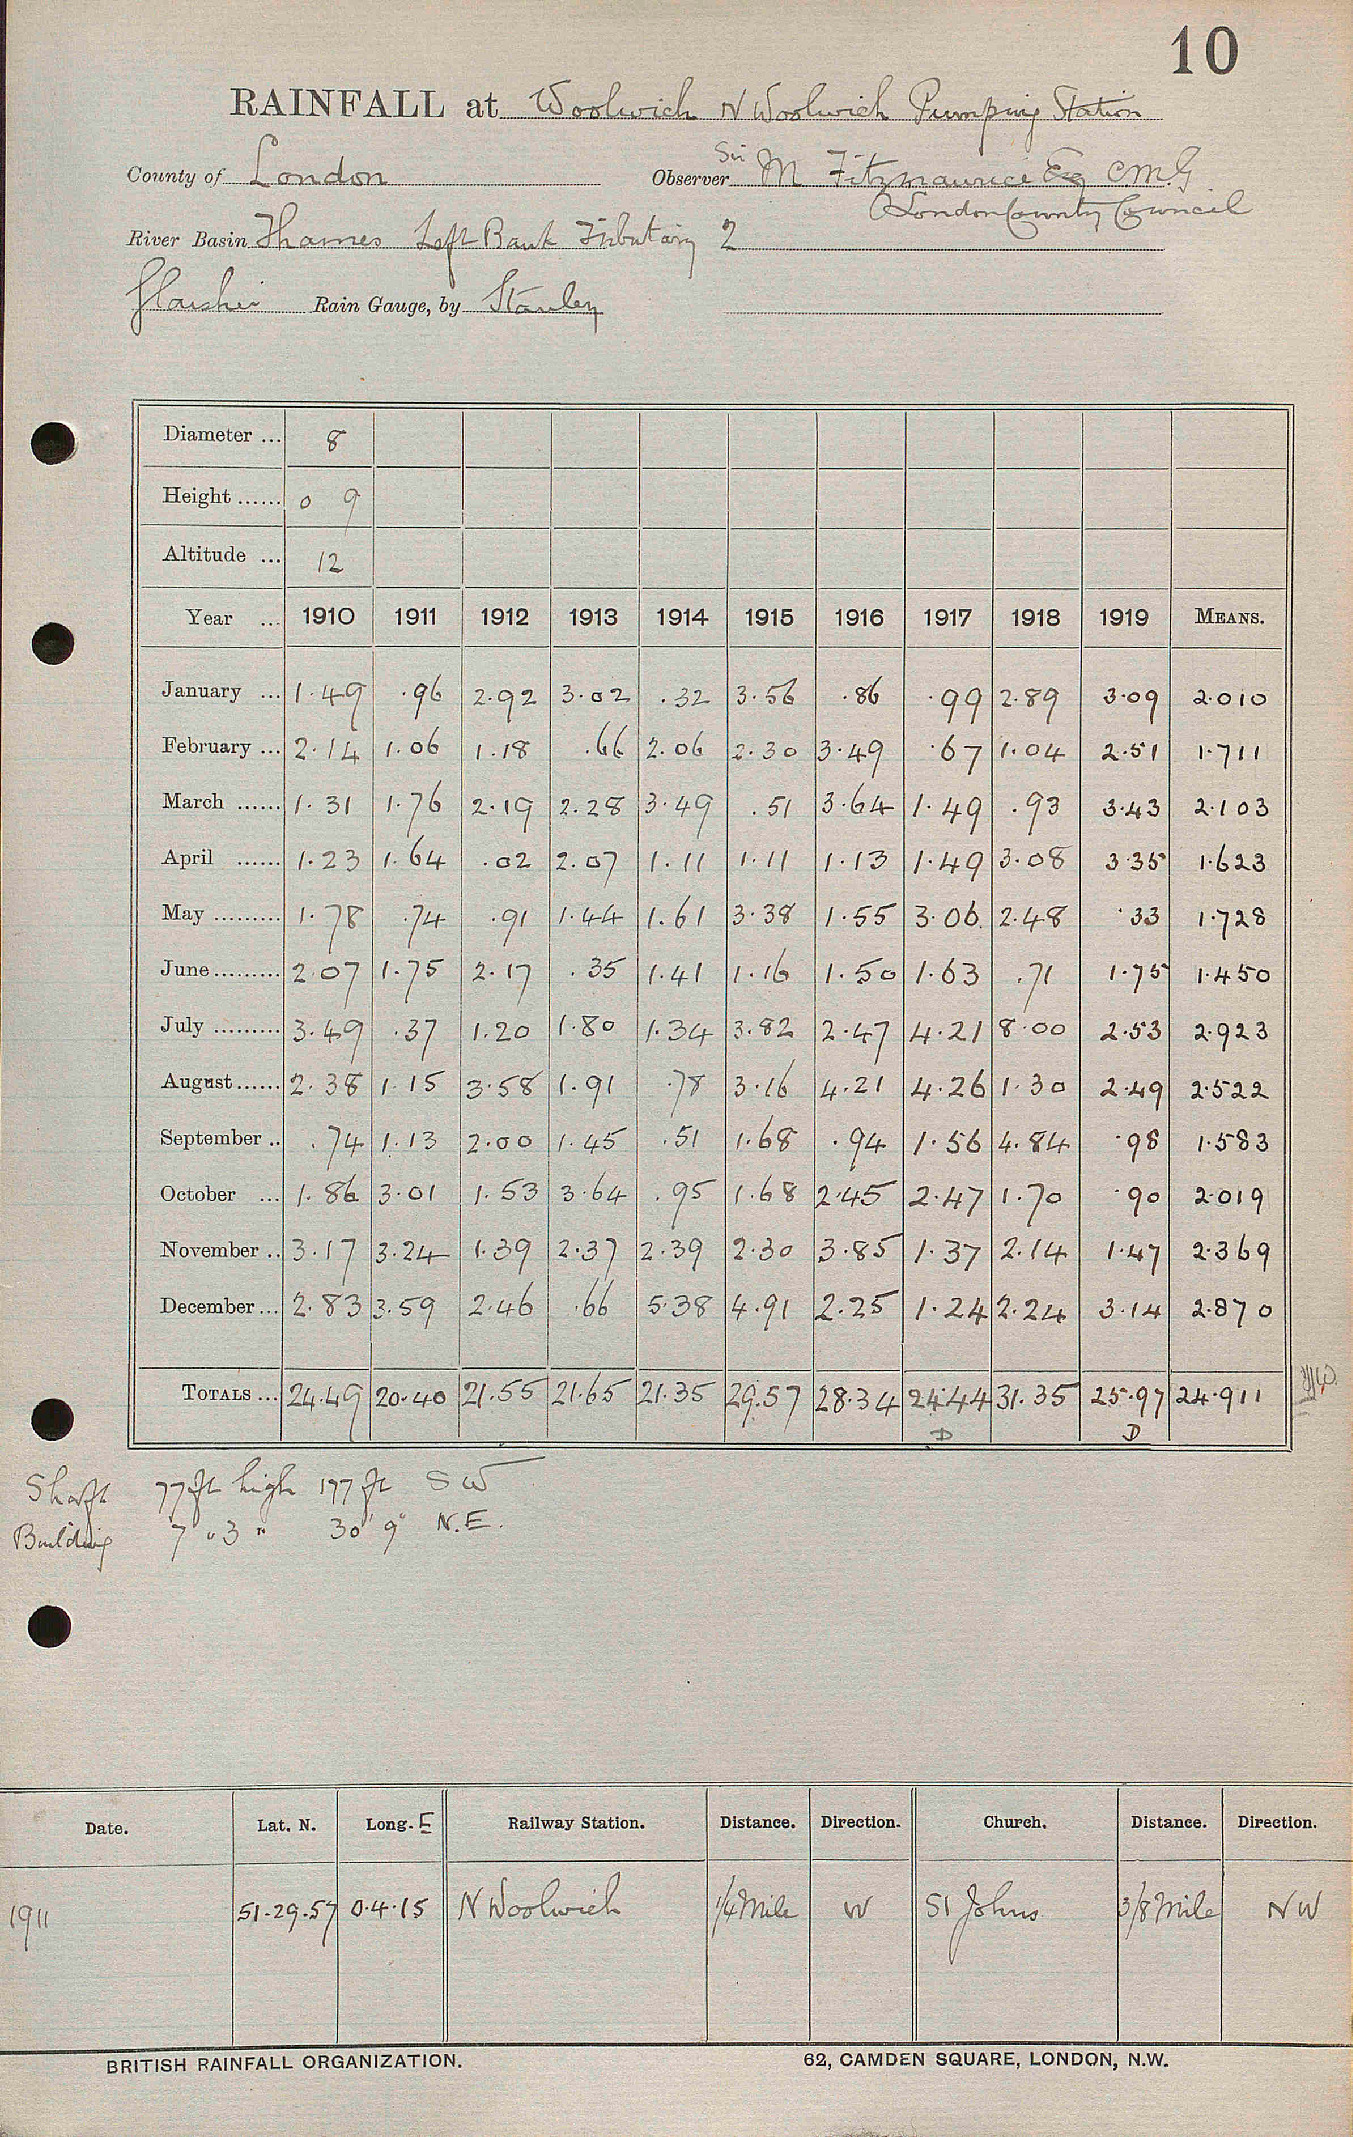 10
RAINFALL at Woolwich N Woolwich Pumping Station
County of London Observer Sir M Fitzmaurice Esq CMG
London County Council
River Basin Thames Left Bank Tributary 2
Glaisher Rain Gauge, by Stanley
Diameter ... 8
Height ...... 0 9
Altitude ... 12
Year ... 1910 1911 1912 1913 1914 1915 1916 1917 1918 1919 MEANS.
January ... 1.49 .96 2.92 3.02 .32 3.56 .86 .99 2.89 3.09 2.010
February ... 2.14 1.06 1.18 .66 2.06 2.30 3.49 .67 1.04 2.51 1.711
March ...... 1.31 1.76 2.19 2.28 3.49 .51 3.64 1.49 .93 3.43 2.103
April ...... 1.23 1.64 .02 2.07 1.11 1.11 1.13 1.49 3.08 3.35 1.623
May ......... 1.78 .74 .91 1.44 1.61 3.38 1.55 3.06 2.48 .33 1.728
June ......... 2.07 1.75 2.17 .35 1.41 1.16 1.50 1.63 .71 1.75 1.450
July ......... 3.49 .37 1.20 1.80 1.34 3.82 2.47 4.21 8.00 2.53 2.923
August ...... 2.38 1.15 3.58 1.91 .78 3.16 4.21 4.26 1.30 2.49 2.522
September .. .74 1.13 2.00 1.45 .51 1.68 .94 1.56 4.84 .98 1.583
October ... 1.86 3.01 1.53 3.64 .95 1.68 2.45 2.47 1.70 .90 2.019
November .. 3.17 3.24 1.39 2.37 2.39 2.30 3.85 1.37 2.14 1.47 2.369
December ... 2.83 3.59 2.46 .66 5.38 4.91 2.25 1.24 2.24 3.14 2.870
TOTALS ... 24.49 20.40 21.55 21.65 21.35 29.57 28.34 24.44 31.35 25.97 24.911
D D
Shaft 77ft high 177 ft SW
Building 7 " 3 " 30' 9" N.E.
Date. Lat. N. Long. E Railway Station. Distance. Direction. Church. Distance. Direction.
1911 51.29.57 0.4.15 N Woolwich 1/4 Mile W St Johns 3/8 Mile NW
BRITISH RAINFALL ORGANIZATION. 62, CAMDEN SQUARE, LONDON, N.W.